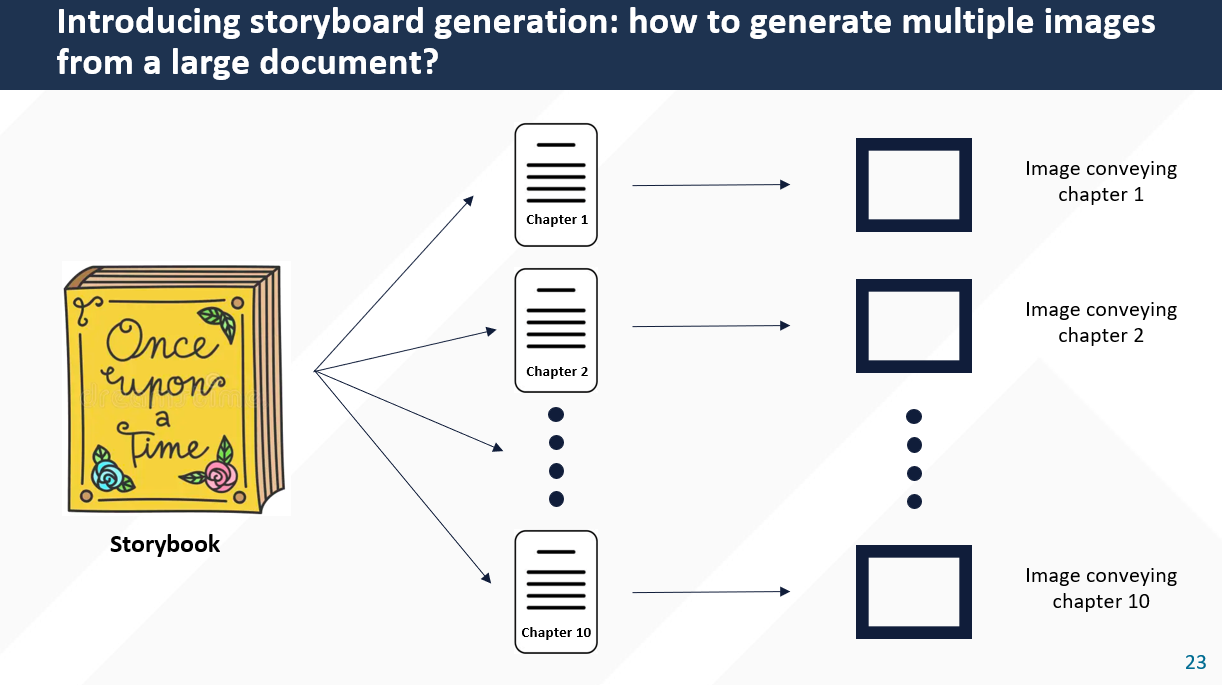 Introducing storyboard generation: how to generate multiple images
from a large document?
Once
upon
a
Time
Storybook
Chapter 1
Image conveying
chapter 1
Chapter 2
Image conveying
chapter 2
Chapter 10
Image conveying
chapter 10
23